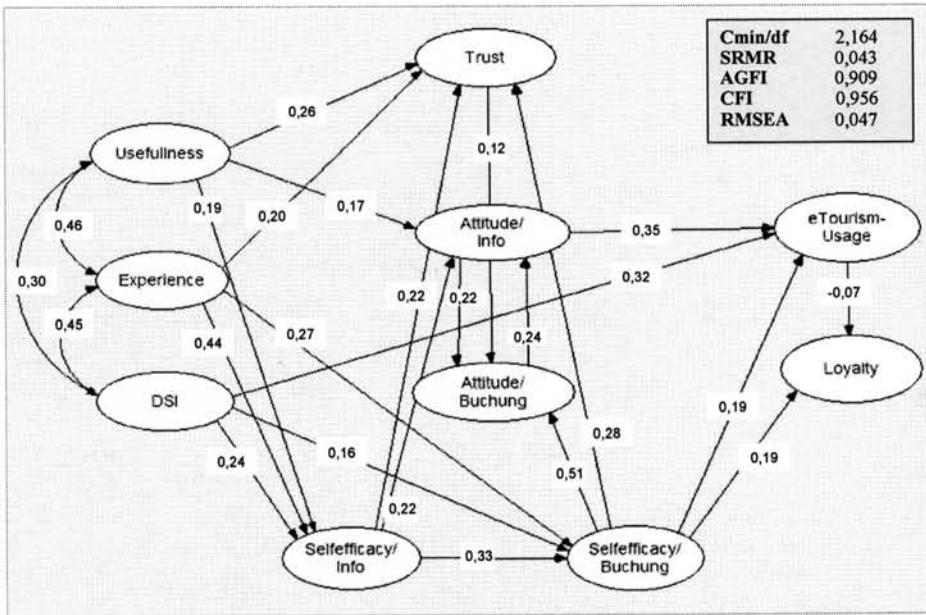 Cmin/df 2,164
SRMR 0,043
AGFI 0,909
CFI 0,956
RMSEA 0,047
Trust
0,26
0,12
Usefullness
0,19
0,20
0,17
0,46
Attitude/
Info
0,35
eTourism-
Usage
0,30
Experience
0,22
0,22
0,32
-0,07
0,45
0,44
0,27
0,24
DSI
Attitude/
Buchung
Loyalty
0,24
0,16
0,51
0,28
0,19
0,19
0,22
Selfefficacy/
Info
0,33
Selfefficacy/
Buchung